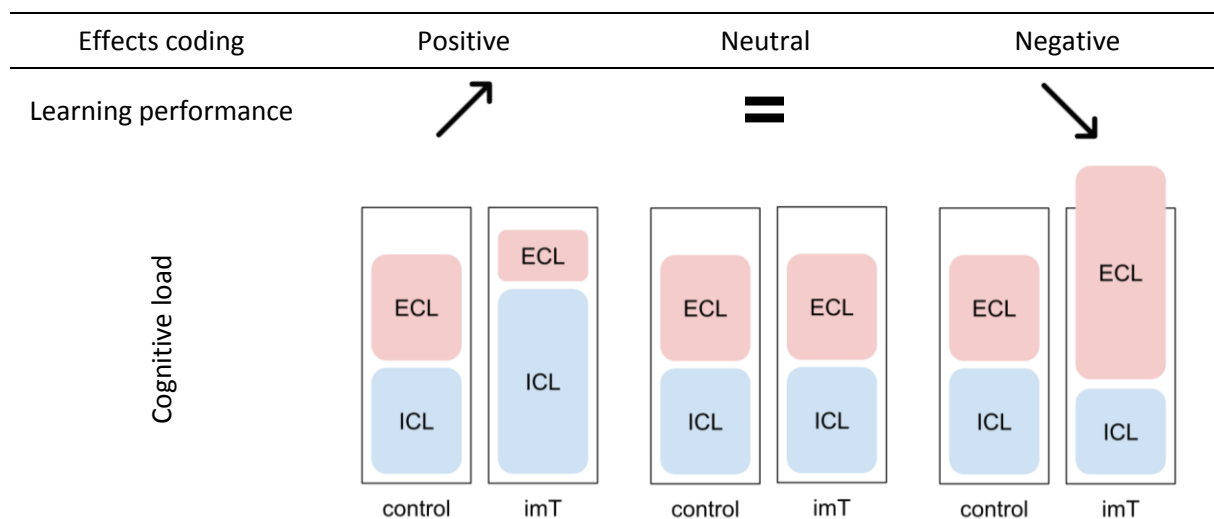 Effects coding Positive Neutral Negative
Learning performance =
Cognitive load
ECL ECL ECL ECL ECL ECL
ICL ICL ICL ICL ICL ICL
control imT control imT control imT